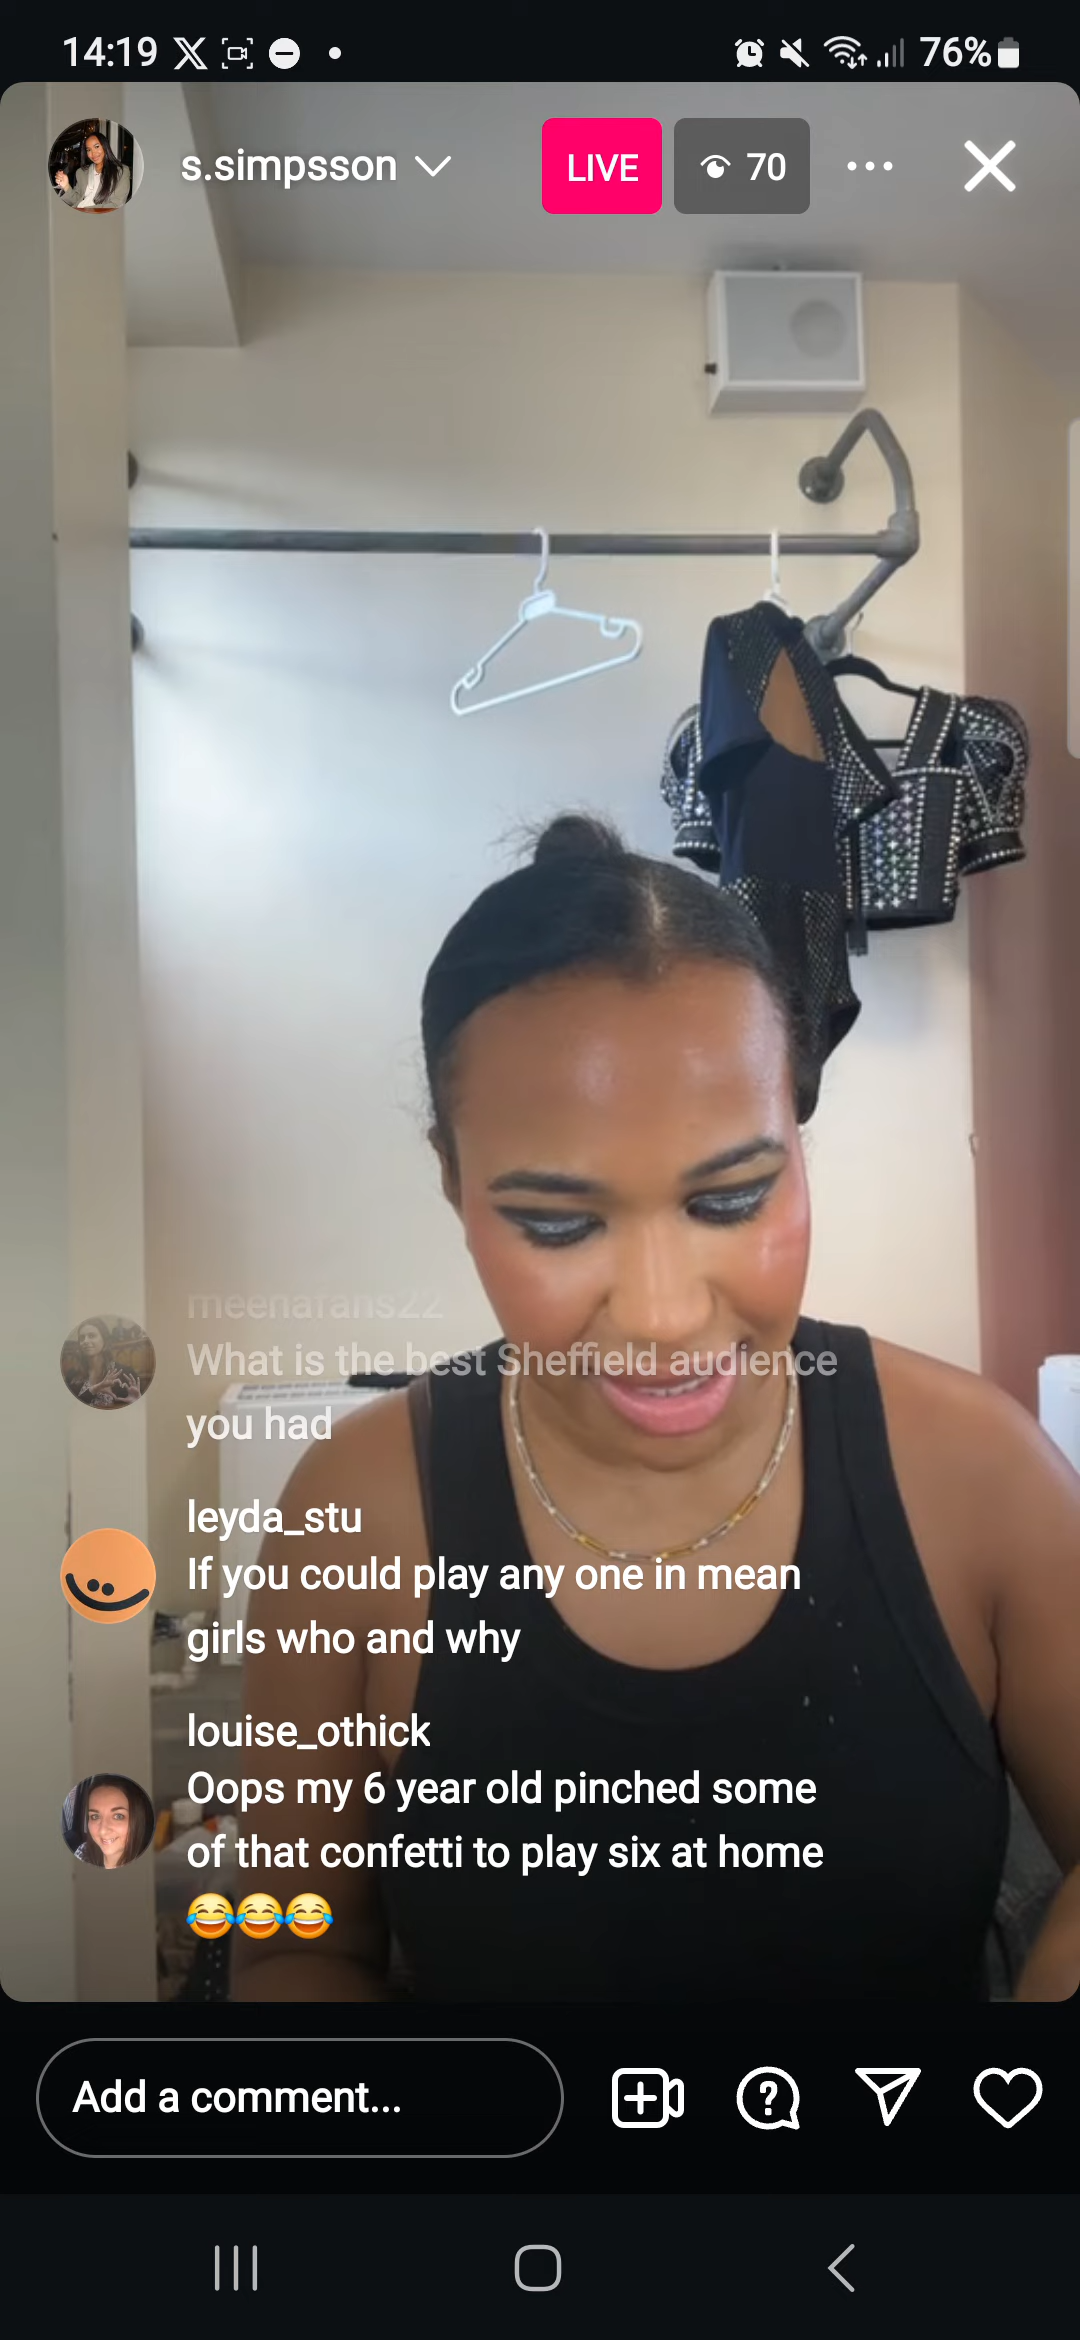 14:19
76%
s.simpsson
LIVE
70
meenafans22
What is the best Sheffield audience
you had
leyda_stu
If you could play any one in mean
girls who and why
louise_othick
Oops my 6 year old pinched some
of that confetti to play six at home
😂😂😂
Add a comment...